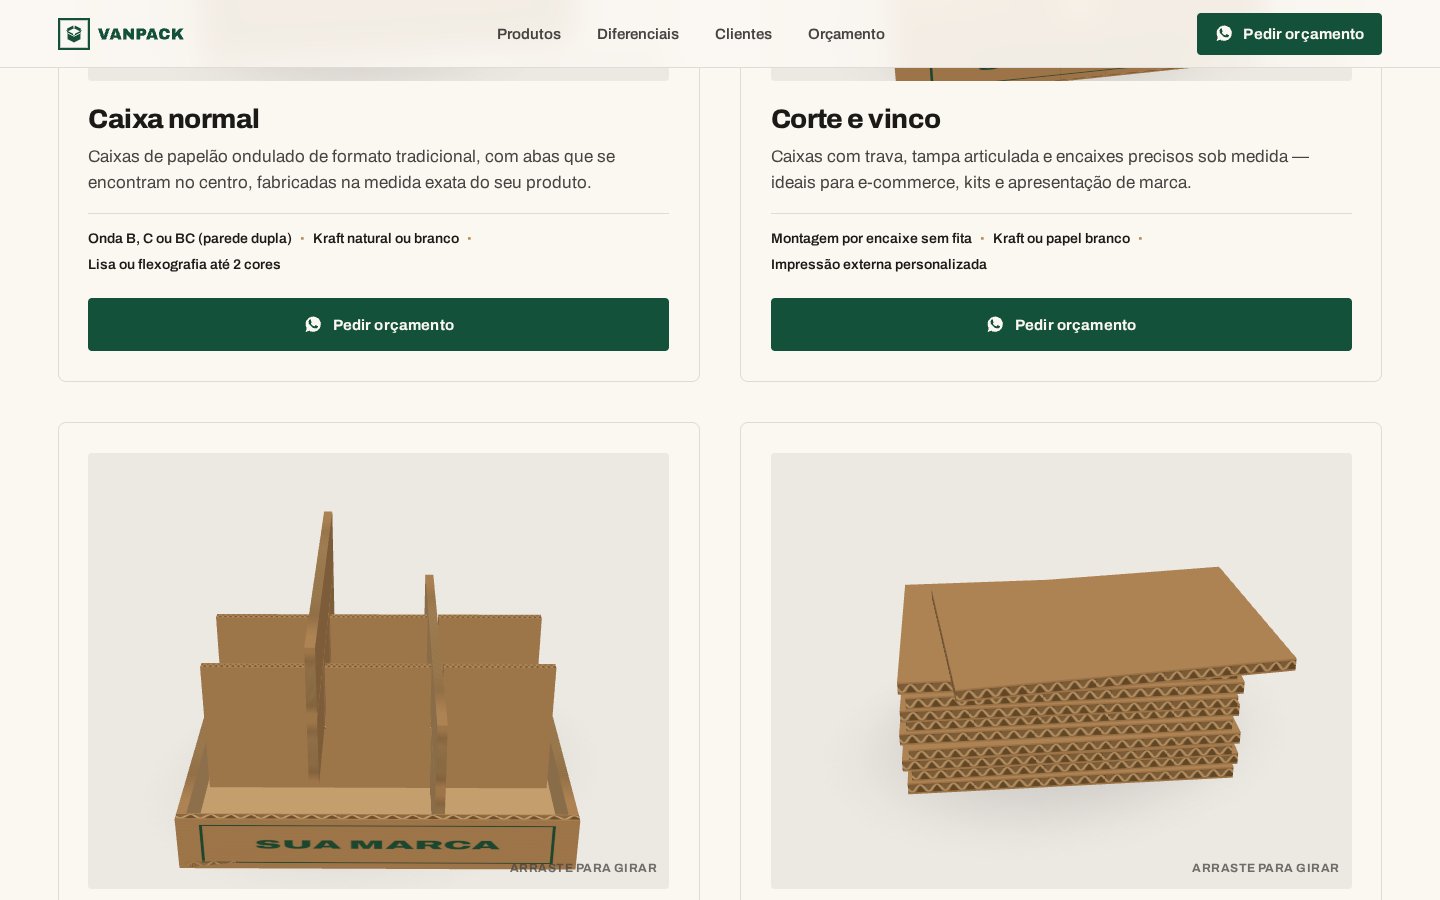 VANPACK
Produtos
Diferenciais
Clientes
Orçamento
Pedir orçamento
Caixa normal
Caixas de papelão ondulado de formato tradicional, com abas que se
encontram no centro, fabricadas na medida exata do seu produto.
Onda B, C ou BC (parede dupla) · Kraft natural ou branco ·
Lisa ou flexografia até 2 cores
Pedir orçamento
Corte e vinco
Caixas com trava, tampa articulada e encaixes precisos sob medida —
ideais para e-commerce, kits e apresentação de marca.
Montagem por encaixe sem fita · Kraft ou papel branco ·
Impressão externa personalizada
Pedir orçamento
SUA MARCA
ARRASTE PARA GIRAR
ARRASTE PARA GIRAR